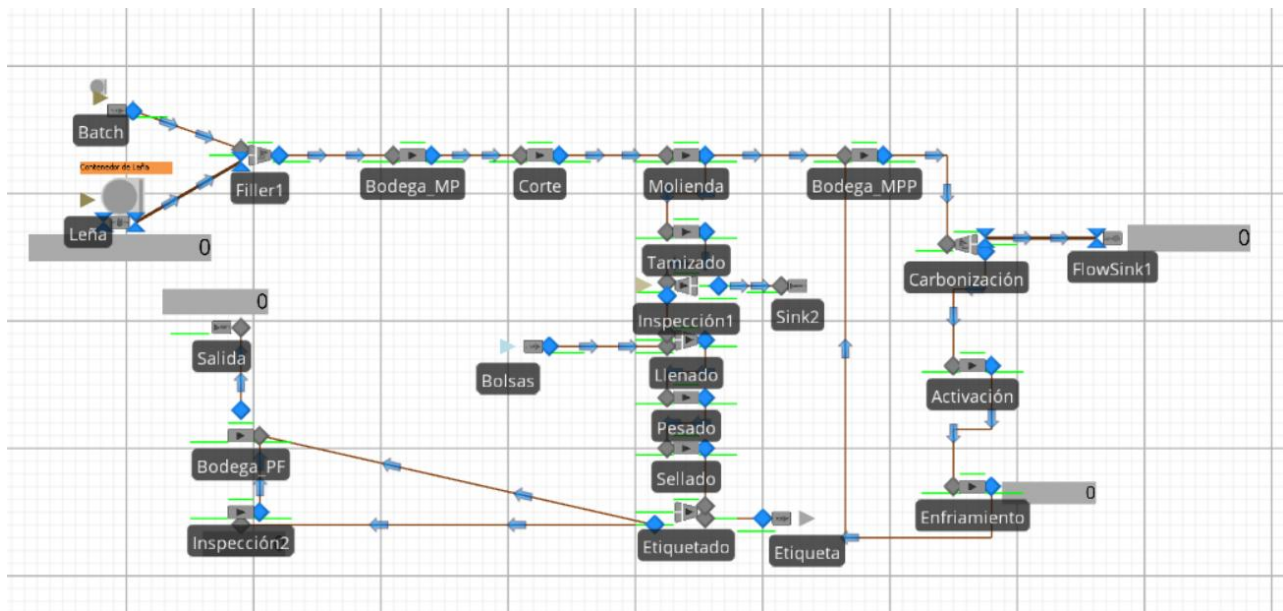 Batch
Contenedor de Leña
Filler1
Bodega_MP
Corte
Molienda
Bodega_MPP
Leña
0
Tamizado
Carbonización
FlowSink1
0
0
Inspección1
Sink2
Salida
Bolsas
Llenado
Activación
Pesado
Bodega_PF
Sellado
0
Enfriamiento
Inspección2
Etiquetado
Etiqueta